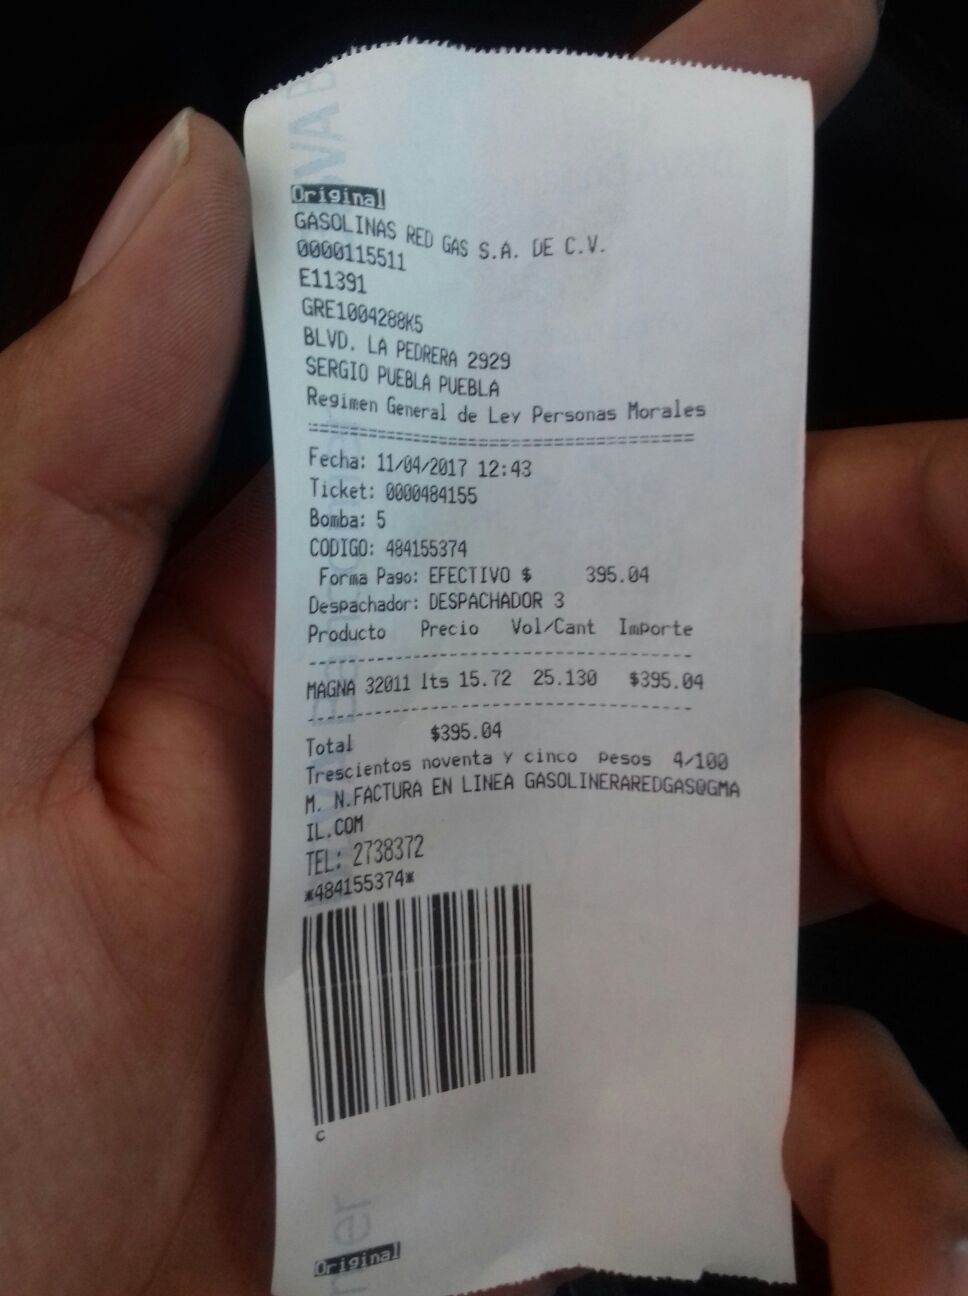 Original
GASOLINAS RED GAS S.A. DE C.V.
0000115511
E11391
GRE1004288K5
BLVD. LA PEDRERA 2929
SERGIO PUEBLA PUEBLA
Regimen General de Ley Personas Morales
=====================================
Fecha: 11/04/2017 12:43
Ticket: 0000484155
Bomba: 5
CODIGO: 484155374
Forma Pago: EFECTIVO $ 395.04
Despachador: DESPACHADOR 3
Producto Precio Vol/Cant Importe
-------------------------------------
MAGNA 32011 lts 15.72 25.130 $395.04
-------------------------------------
Total $395.04
Trescientos noventa y cinco pesos 4/100
M. N.FACTURA EN LINEA GASOLINERAREDGAS@GMA
IL.COM
TEL: 2738372
*484155374*
c
Original